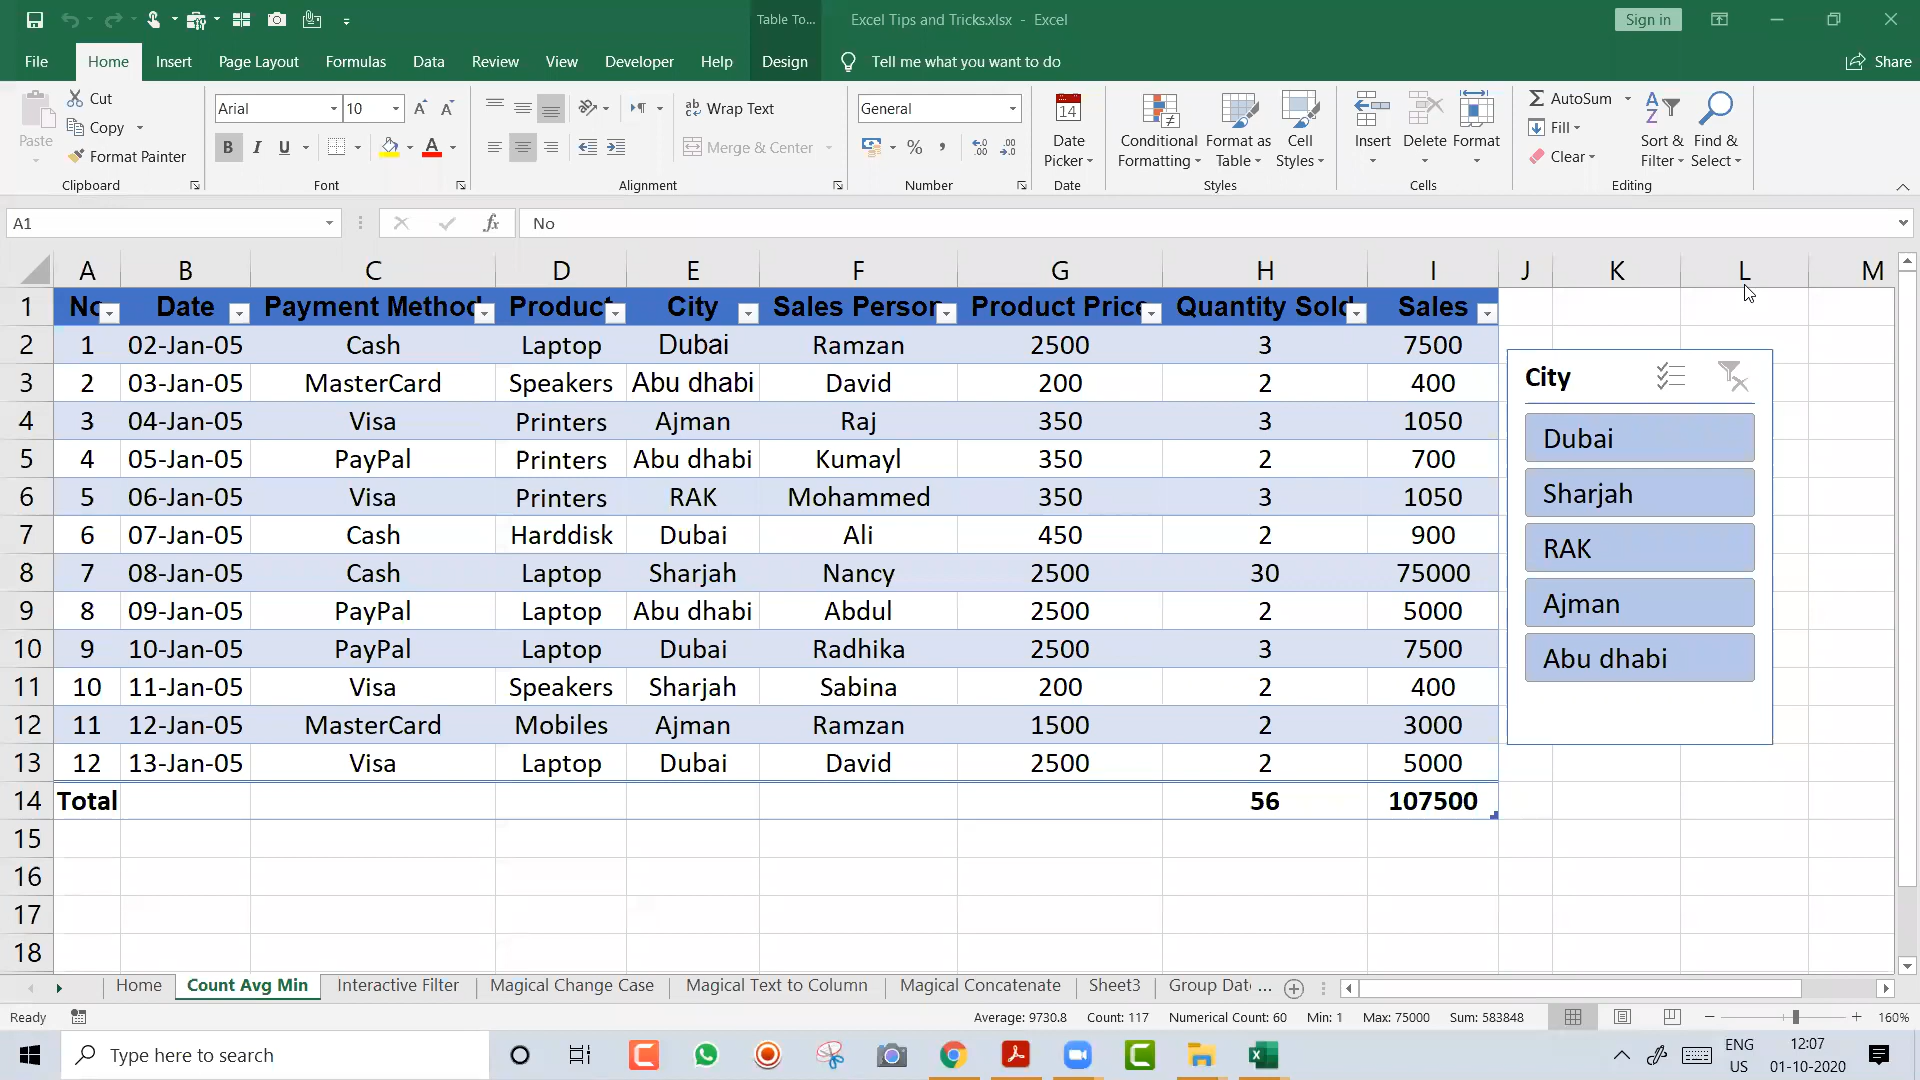 Table To... Excel Tips and Tricks.xlsx - Excel Sign in
File Home Insert Page Layout Formulas Data Review View Developer Help Design Tell me what you want to do Share
Cut AutoSum
Arial 10 Wrap Text General
Copy Fill
Paste Date Conditional Format as Cell Insert Delete Format Sort & Find &
Format Painter B I U Merge & Center Picker Formatting Table Styles Clear Filter Select
Clipboard Font Alignment Number Date Styles Cells Editing
A1 fx No
A B C D E F G H I J K L M
1 No Date Payment Method Product City Sales Person Product Price Quantity Sold Sales
2 1 02-Jan-05 Cash Laptop Dubai Ramzan 2500 3 7500
3 2 03-Jan-05 MasterCard Speakers Abu dhabi David 200 2 400
4 3 04-Jan-05 Visa Printers Ajman Raj 350 3 1050
5 4 05-Jan-05 PayPal Printers Abu dhabi Kumayl 350 2 700
6 5 06-Jan-05 Visa Printers RAK Mohammed 350 3 1050
7 6 07-Jan-05 Cash Harddisk Dubai Ali 450 2 900
8 7 08-Jan-05 Cash Laptop Sharjah Nancy 2500 30 75000
9 8 09-Jan-05 PayPal Laptop Abu dhabi Abdul 2500 2 5000
10 9 10-Jan-05 PayPal Laptop Dubai Radhika 2500 3 7500
11 10 11-Jan-05 Visa Speakers Sharjah Sabina 200 2 400
12 11 12-Jan-05 MasterCard Mobiles Ajman Ramzan 1500 2 3000
13 12 13-Jan-05 Visa Laptop Dubai David 2500 2 5000
14 Total 56 107500
15
16
17
18
City
Dubai
Sharjah
RAK
Ajman
Abu dhabi
Home Count Avg Min Interactive Filter Magical Change Case Magical Text to Column Magical Concatenate Sheet3 Group Dat ...
Ready Average: 9730.8 Count: 117 Numerical Count: 60 Min: 1 Max: 75000 Sum: 583848 160%
Type here to search ENG 12:07
US 01-10-2020